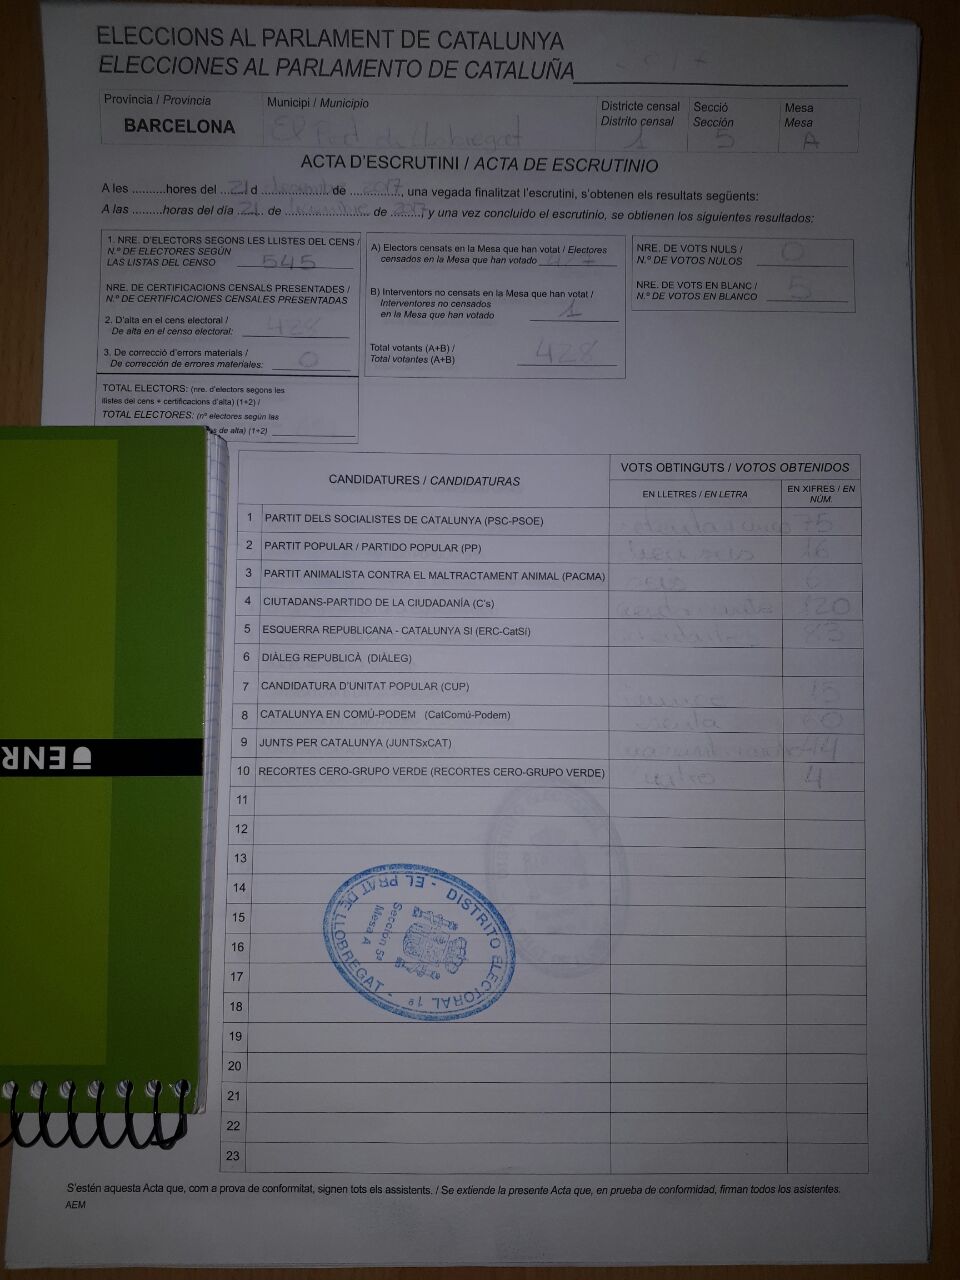 ELECCIONS AL PARLAMENT DE CATALUNYA
ELECCIONES AL PARLAMENTO DE CATALUÑA
Provincia / Provincia
BARCELONA
Municipi / Municipio
El Prat de Llobregat
Districte censal
Distrito censal
1
Secció
Sección
5
Mesa
Mesa
A
ACTA D'ESCRUTINI / ACTA DE ESCRUTINIO
A les ..........hores del ...21 d desembre de ...2017..., una vegada finalitzat l'escrutini, s'obtenen els resultats següents:
A las .........horas del día 21 de diciembre de 2017, y una vez concluido el escrutinio, se obtienen los siguientes resultados:
1. NRE. D'ELECTORS SEGONS LES LLISTES DEL CENS /
N.º DE ELECTORES SEGÚN
LAS LISTAS DEL CENSO 545
NRE. DE CERTIFICACIONS CENSALS PRESENTADES /
N.º DE CERTIFICACIONES CENSALES PRESENTADAS
2. D'alta en el cens electoral /
De alta en el censo electoral: 428
3. De correcció d'errors materials /
De corrección de errores materiales: 0
TOTAL ELECTORS: (nre. d'electors segons les
llistes del cens + certificacions d'alta) (1+2) /
TOTAL ELECTORES: (nº electores según las
s de alta) (1+2)
A) Electors censats en la Mesa que han votat / Electores
censados en la Mesa que han votado
B) Interventors no censats en la Mesa que han votat /
Interventores no censados
en la Mesa que han votado 1
Total votants (A+B) /
Total votantes (A+B) 428
NRE. DE VOTS NULS /
N.º DE VOTOS NULOS 0
NRE. DE VOTS EN BLANC /
N.º DE VOTOS EN BLANCO 5
CANDIDATURES / CANDIDATURAS
VOTS OBTINGUTS / VOTOS OBTENIDOS
EN LLETRES / EN LETRA
EN XIFRES / EN
NÚM.
1 PARTIT DELS SOCIALISTES DE CATALUNYA (PSC-PSOE) 75
2 PARTIT POPULAR / PARTIDO POPULAR (PP) 16
3 PARTIT ANIMALISTA CONTRA EL MALTRACTAMENT ANIMAL (PACMA) 6
4 CIUTADANS-PARTIDO DE LA CIUDADANÍA (C's) 120
5 ESQUERRA REPUBLICANA - CATALUNYA SI (ERC-CatSí)
6 DIÀLEG REPUBLICÀ (DIÀLEG)
7 CANDIDATURA D'UNITAT POPULAR (CUP) 15
8 CATALUNYA EN COMÚ-PODEM (CatComú-Podem) 60
9 JUNTS PER CATALUNYA (JUNTSxCAT) 44
10 RECORTES CERO-GRUPO VERDE (RECORTES CERO-GRUPO VERDE) 4
11
12
13
14
15
16
17
18
19
20
21
22
23
DISTRITO ELECTORAL 1º - EL PRAT DE LLOBREGAT -
Sección 5ª
Mesa A
ENR
S'estén aquesta Acta que, com a prova de conformitat, signen tots els assistents. / Se extiende la presente Acta que, en prueba de conformidad, firman todos los asistentes.
AEM